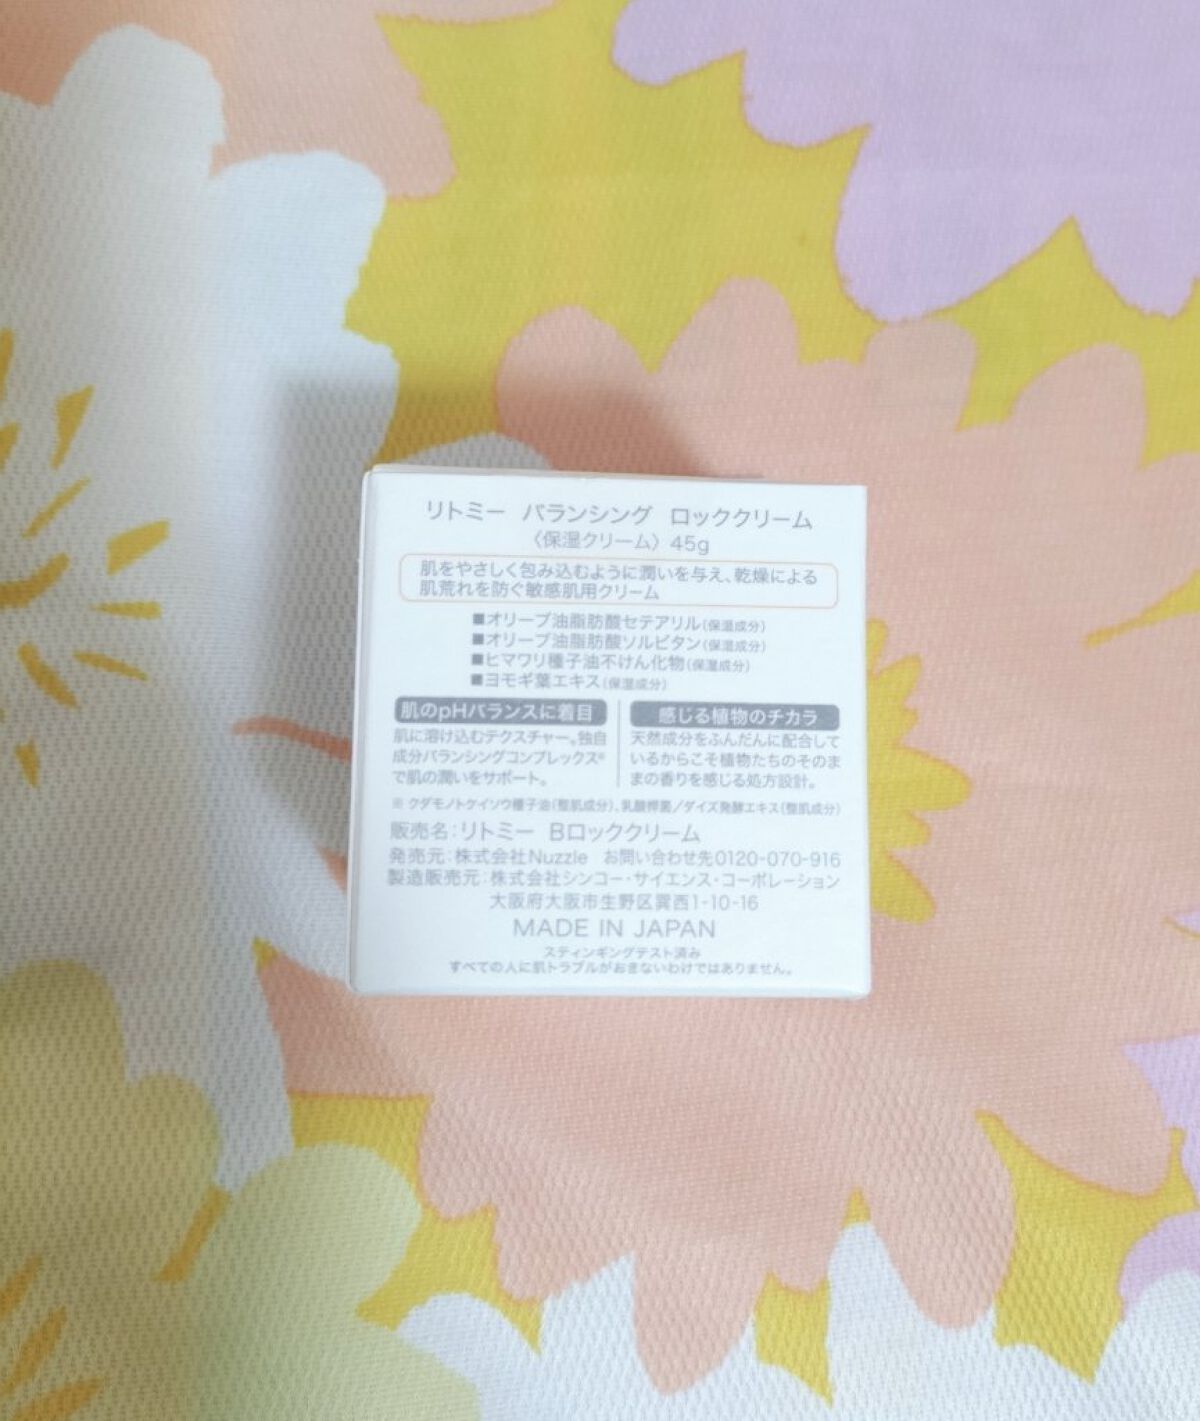 リトミー バランシング ロッククリーム
〈保湿クリーム〉 45g
肌をやさしく包み込むように潤いを与え、乾燥による
肌荒れを防ぐ敏感肌用クリーム
■オリーブ油脂肪酸セテアリル(保湿成分)
■オリーブ油脂肪酸ソルビタン(保湿成分)
■ヒマワリ種子油不けん化物(保湿成分)
■ヨモギ葉エキス(保湿成分)
肌のpHバランスに着目
肌に溶け込むテクスチャー。独自
成分バランシングコンプレックス※
で肌の潤いをサポート。
感じる植物のチカラ
天然成分をふんだんに配合して
いるからこそ植物たちのそのま
まの香りを感じる処方設計。
※ クダモノトケイソウ種子油(整肌成分)、乳酸桿菌/ダイズ発酵エキス(整肌成分)
販売名:リトミー Bロッククリーム
発売元:株式会社Nuzzle お問い合わせ先0120-070-916
製造販売元:株式会社シンコー・サイエンス・コーポレーション
大阪府大阪市生野区巽西1-10-16
MADE IN JAPAN
スティンギングテスト済み
すべての人に肌トラブルがおきないわけではありません。